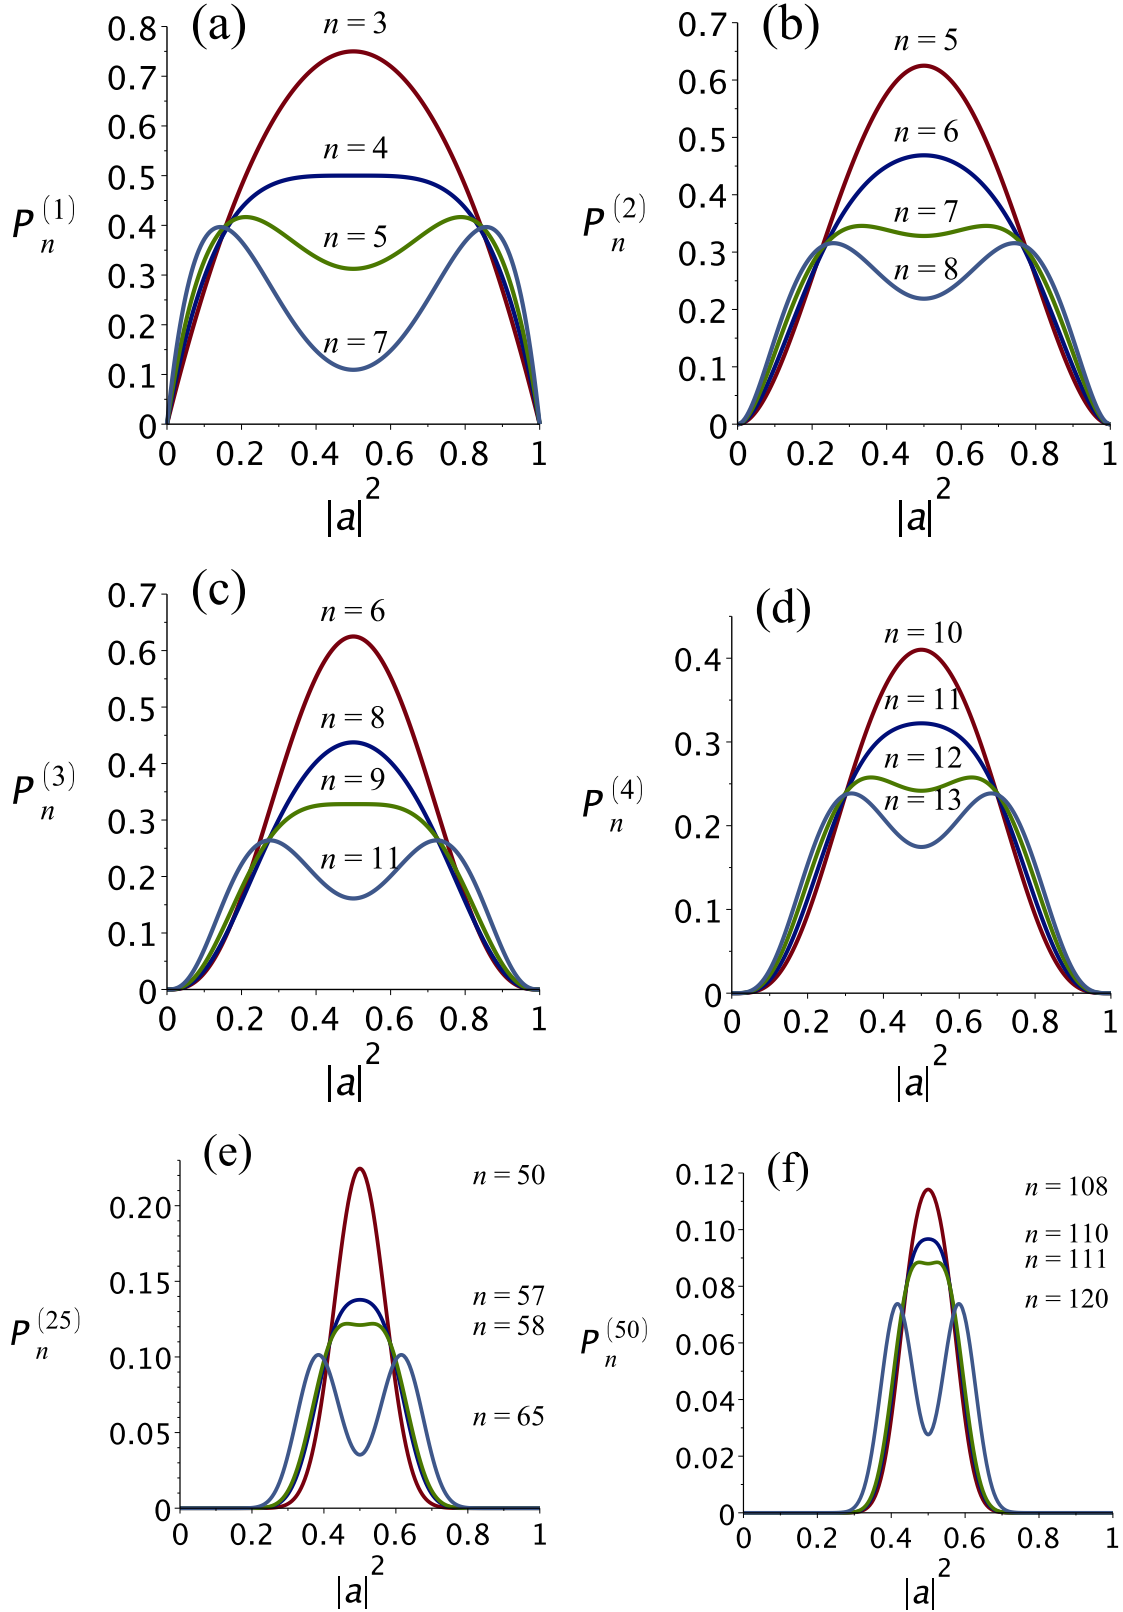 (a)
n = 3
n = 4
n = 5
n = 7
P_n^(1)
0.8
0.7
0.6
0.5
0.4
0.3
0.2
0.1
0
0 0.2 0.4 0.6 0.8 1
|a|^2
(b)
n = 5
n = 6
n = 7
n = 8
P_n^(2)
0.7
0.6
0.5
0.4
0.3
0.2
0.1
0
0 0.2 0.4 0.6 0.8 1
|a|^2
(c)
n = 6
n = 8
n = 9
n = 11
P_n^(3)
0.7
0.6
0.5
0.4
0.3
0.2
0.1
0
0 0.2 0.4 0.6 0.8 1
|a|^2
(d)
n = 10
n = 11
n = 12
n = 13
P_n^(4)
0.4
0.3
0.2
0.1
0
0 0.2 0.4 0.6 0.8 1
|a|^2
(e)
n = 50
n = 57
n = 58
n = 65
P_n^(25)
0.20
0.15
0.10
0.05
0
0 0.2 0.4 0.6 0.8 1
|a|^2
(f)
n = 108
n = 110
n = 111
n = 120
P_n^(50)
0.12
0.10
0.08
0.06
0.04
0.02
0
0 0.2 0.4 0.6 0.8 1
|a|^2